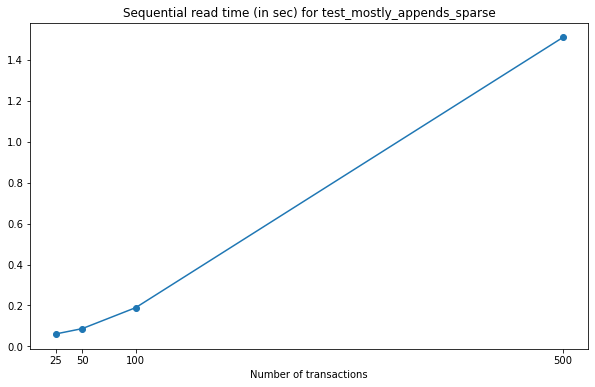 Sequential read time (in sec) for test_mostly_appends_sparse
1.4
1.2
1.0
0.8
0.6
0.4
0.2
0.0
25 50 100 500
Number of transactions